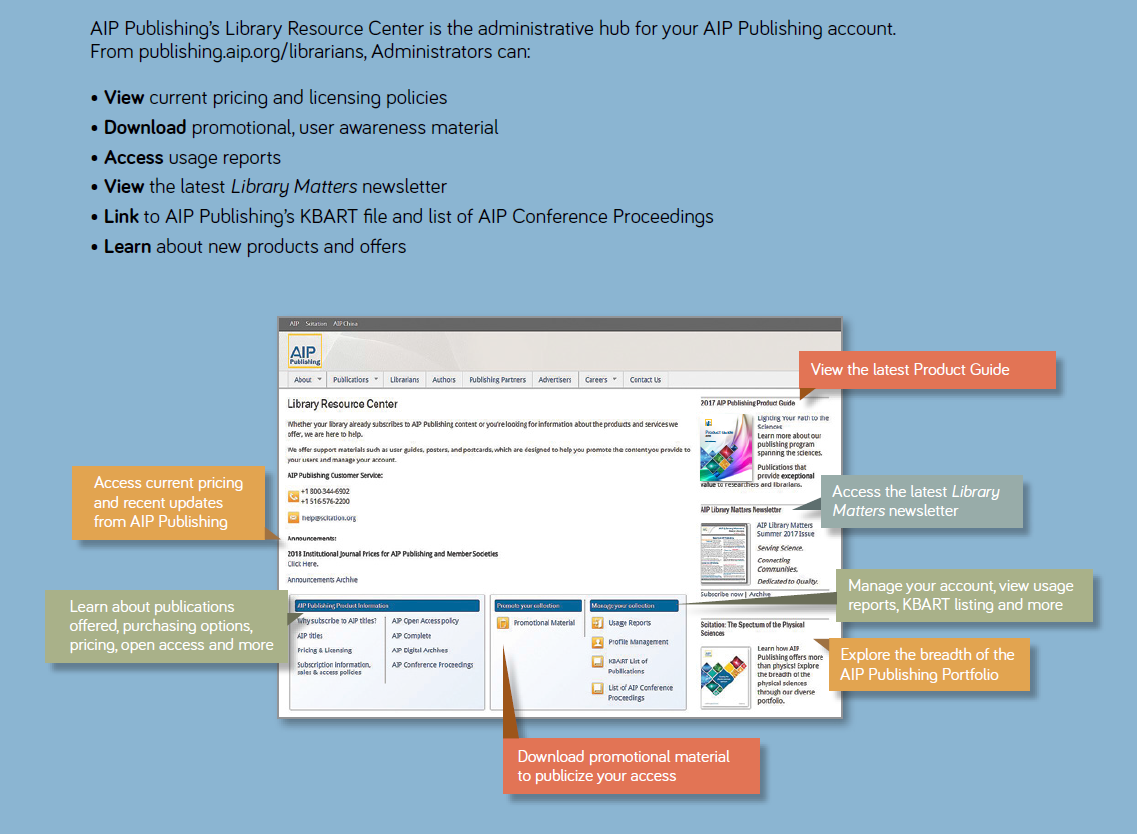 AIP Publishing's Library Resource Center is the administrative hub for your AIP Publishing account.
From publishing.aip.org/librarians, Administrators can:
• View current pricing and licensing policies
• Download promotional, user awareness material
• Access usage reports
• View the latest Library Matters newsletter
• Link to AIP Publishing's KBART file and list of AIP Conference Proceedings
• Learn about new products and offers
AIP Scitation AIP China
AIP
Publishing
About Publications Librarians Authors Publishing Partners Advertisers Careers Contact Us
View the latest Product Guide
Library Resource Center
Whether your library already subscribes to AIP Publishing content or you're looking for information about the products and services we
offer, we are here to help.
We offer support materials such as user guides, posters, and postcards, which are designed to help you promote the content you provide to
your users and manage your account.
AIP Publishing Customer Service:
+1 800-344-6902
+1 516-576-2200
help@scitation.org
Announcements:
2018 Institutional Journal Prices for AIP Publishing and Member Societies
Click Here.
Announcements Archive
2017 AIP Publishing Product Guide
Product Guide
Lighting Your Path to the
Sciences
Learn more about our
publishing program
spanning the sciences.
Publications that
provide exceptional
value to researchers and librarians.
Access current pricing
and recent updates
from AIP Publishing
Access the latest Library
Matters newsletter
AIP Library Matters Newsletter
AIP Library Matters
Summer 2017 Issue
Serving Science.
Connecting
Communities.
Dedicated to Quality.
Subscribe now | Archive
Learn about publications
offered, purchasing options,
pricing, open access and more
Manage your account, view usage
reports, KBART listing and more
AIP Publishing Product Information
Why subscribe to AIP titles?
AIP titles
Pricing & Licensing
Subscription information,
sales & access policies
AIP Open Access policy
AIP Complete
AIP Digital Archives
AIP Conference Proceedings
Promote your collection
Promotional Material
Manage your collection
Usage Reports
Profile Management
KBART List of
Publications
List of AIP Conference
Proceedings
Scitation: The Spectrum of the Physical
Sciences
Learn how AIP
Publishing offers more
than physics! Explore
the breadth of the
physical sciences
through our diverse
portfolio.
Explore the breadth of the
AIP Publishing Portfolio
Download promotional material
to publicize your access